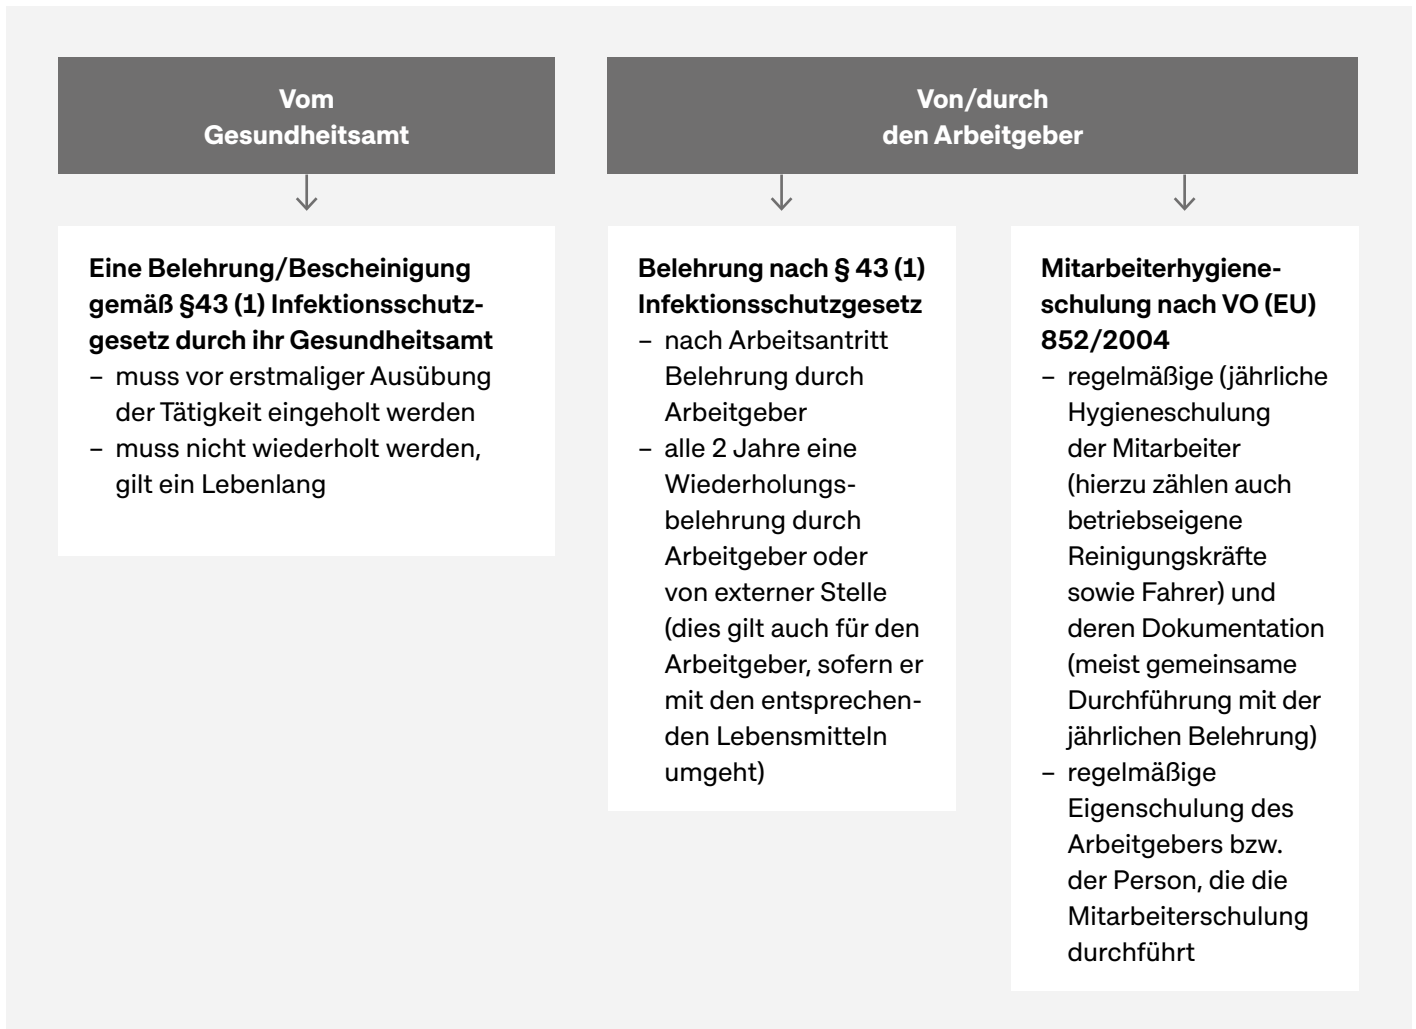 Vom
Gesundheitsamt
Von/durch
den Arbeitgeber
Eine Belehrung/Bescheinigung
gemäß §43 (1) Infektionsschutz-
gesetz durch ihr Gesundheitsamt
– muss vor erstmaliger Ausübung
der Tätigkeit eingeholt werden
– muss nicht wiederholt werden,
gilt ein Lebenlang
Belehrung nach § 43 (1)
Infektionsschutzgesetz
– nach Arbeitsantritt
Belehrung durch
Arbeitgeber
– alle 2 Jahre eine
Wiederholungs-
belehrung durch
Arbeitgeber oder
von externer Stelle
(dies gilt auch für den
Arbeitgeber, sofern er
mit den entsprechen-
den Lebensmitteln
umgeht)
Mitarbeiterhygiene-
schulung nach VO (EU)
852/2004
– regelmäßige (jährliche
Hygieneschulung
der Mitarbeiter
(hierzu zählen auch
betriebseigene
Reinigungskräfte
sowie Fahrer) und
deren Dokumentation
(meist gemeinsame
Durchführung mit der
jährlichen Belehrung)
– regelmäßige
Eigenschulung des
Arbeitgebers bzw.
der Person, die die
Mitarbeiterschulung
durchführt